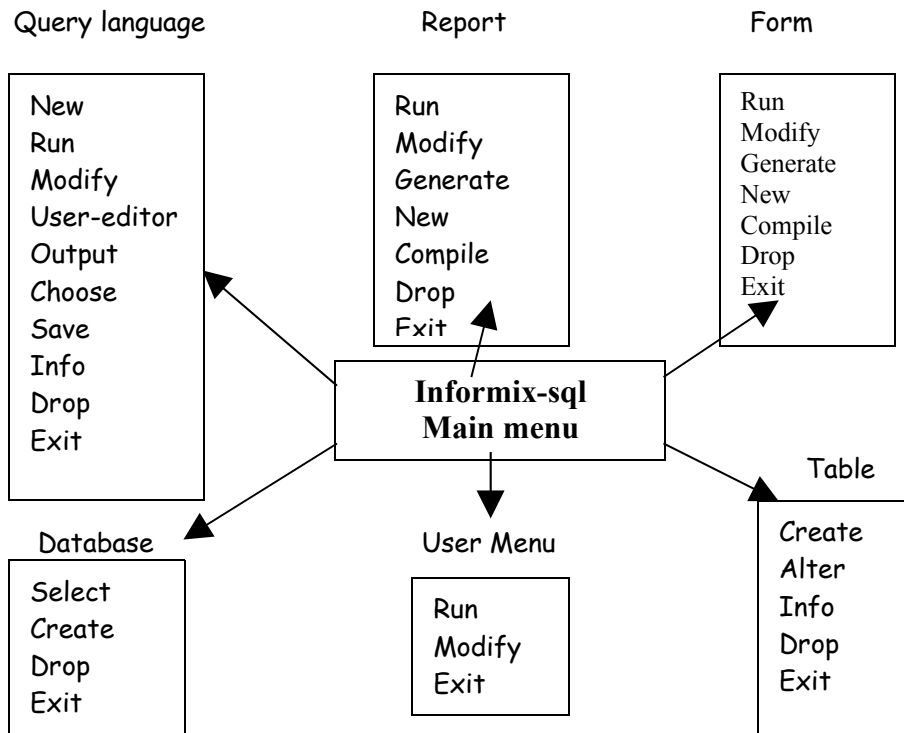 Query language
New
Run
Modify
User-editor
Output
Choose
Save
Info
Drop
Exit
Report
Run
Modify
Generate
New
Compile
Drop
Exit
Form
Run
Modify
Generate
New
Compile
Drop
Exit
Informix-sql
Main menu
Database
Select
Create
Drop
Exit
User Menu
Run
Modify
Exit
Table
Create
Alter
Info
Drop
Exit